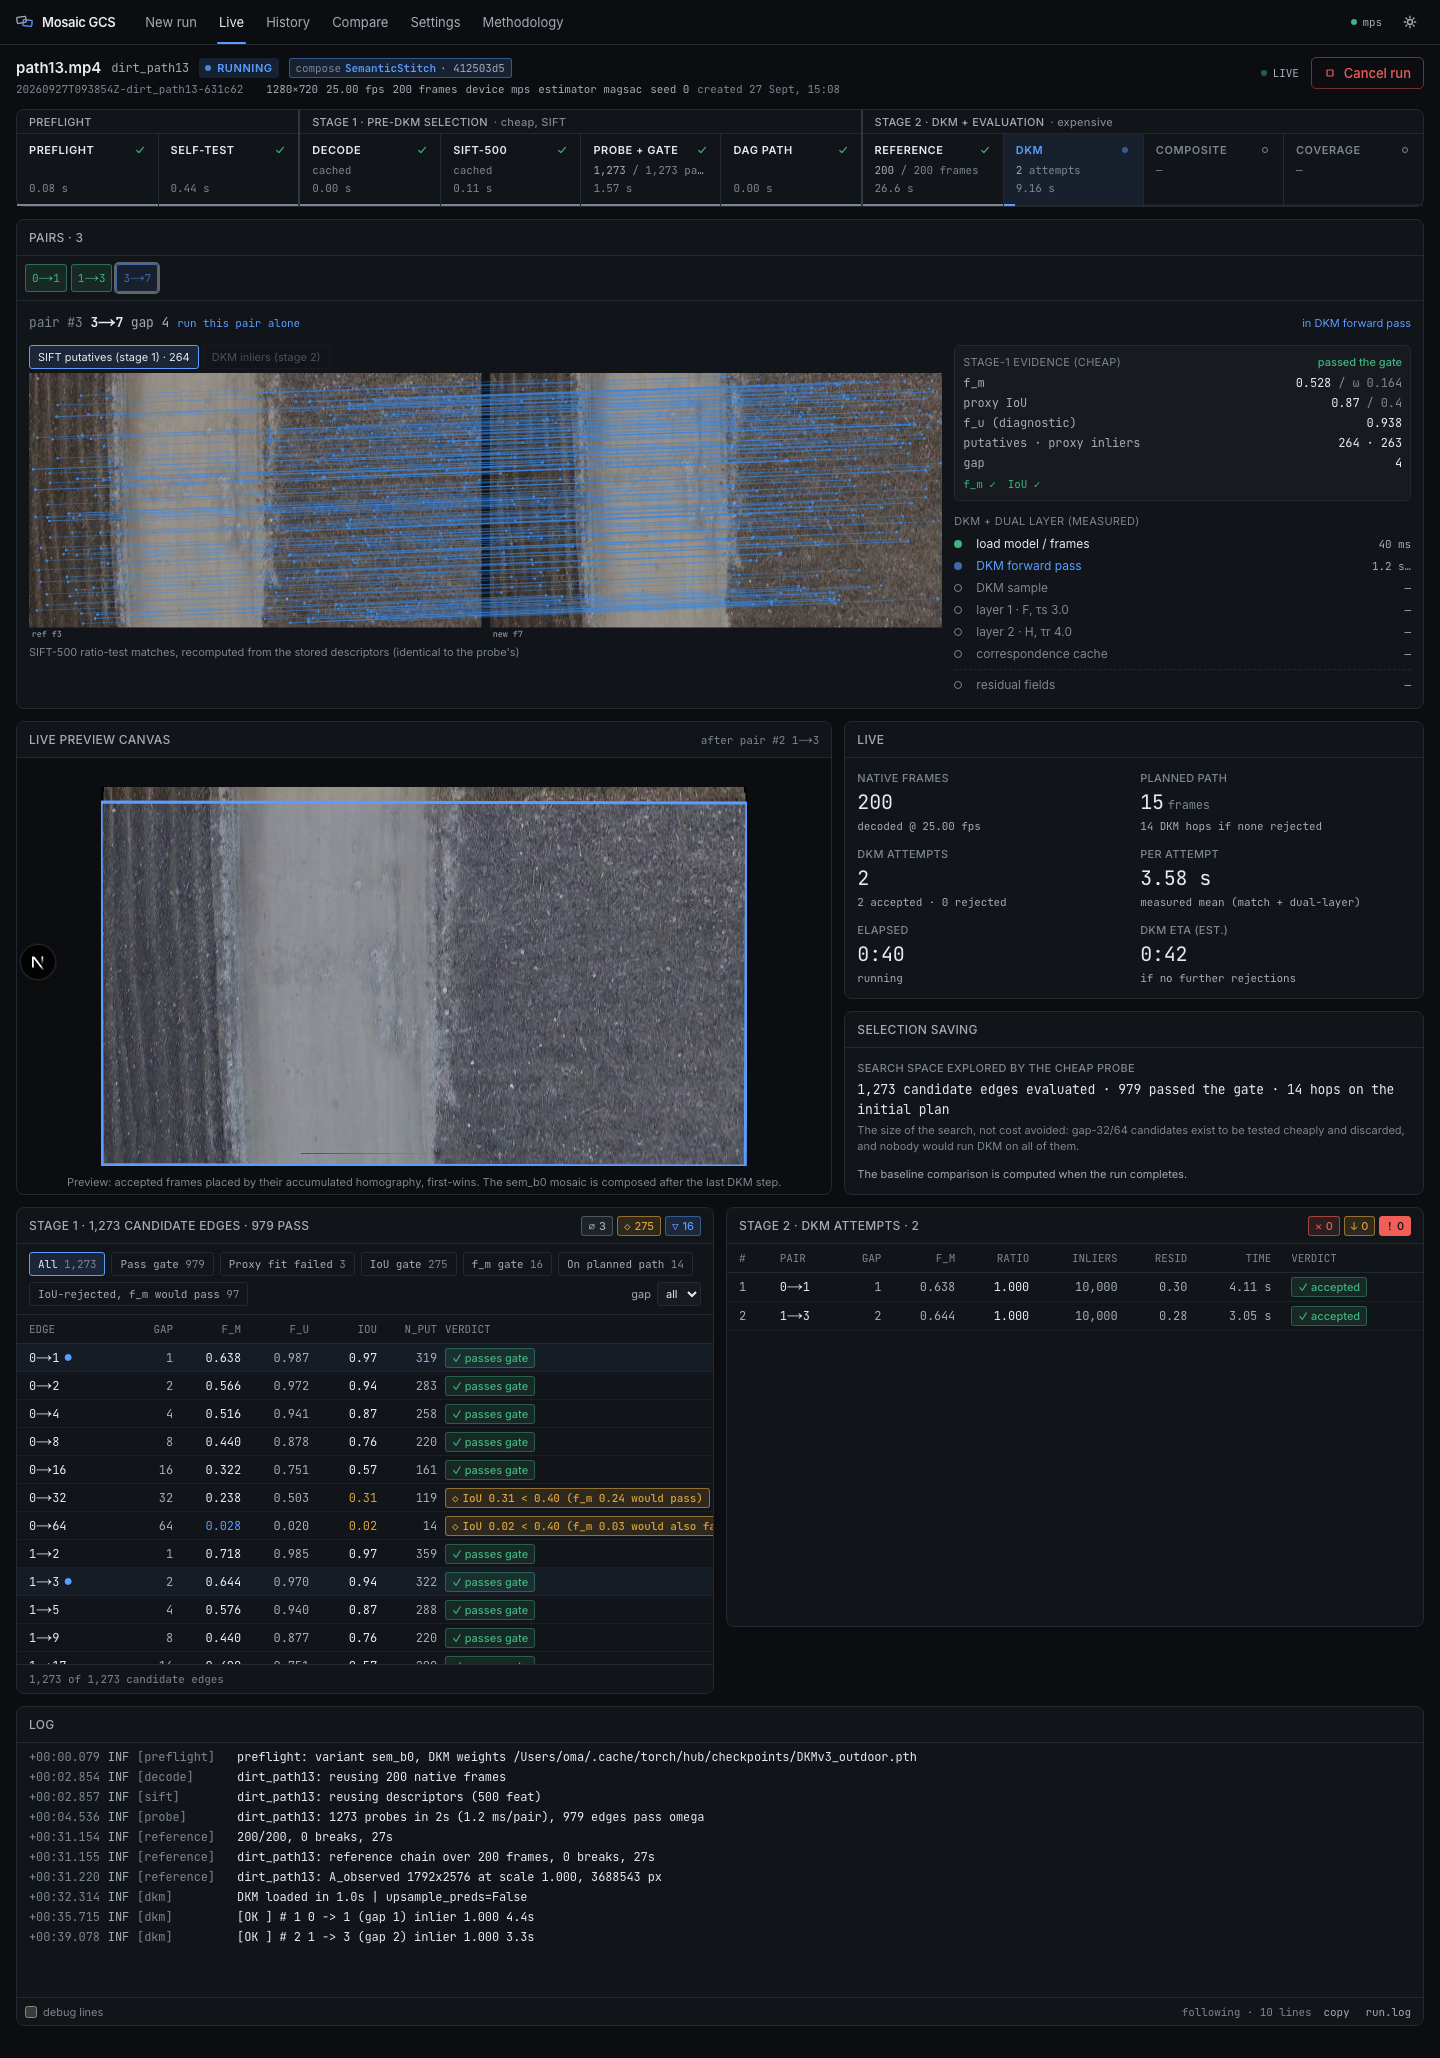 Mosaic GCS New run Live History Compare Settings Methodology mps
path13.mp4 dirt_path13 RUNNING compose SemanticStitch · 412503d5 LIVE Cancel run
20260927T093854Z-dirt_path13-631c62 1280×720 25.00 fps 200 frames device mps estimator magsac seed 0 created 27 Sept, 15:08
PREFLIGHT STAGE 1 · PRE-DKM SELECTION · cheap, SIFT STAGE 2 · DKM + EVALUATION · expensive
PREFLIGHT ✓ SELF-TEST ✓ DECODE ✓ SIFT-500 ✓ PROBE + GATE ✓ DAG PATH ✓ REFERENCE ✓ DKM COMPOSITE COVERAGE
cached cached 1,273 / 1,273 pa… 200 / 200 frames 2 attempts — —
0.08 s 0.44 s 0.00 s 0.11 s 1.57 s 0.00 s 26.6 s 9.16 s
PAIRS · 3
0⟶1 1⟶3 3⟶7
pair #3 3⟶7 gap 4 run this pair alone in DKM forward pass
SIFT putatives (stage 1) · 264 DKM inliers (stage 2)
ref f3 new f7
SIFT-500 ratio-test matches, recomputed from the stored descriptors (identical to the probe's)
STAGE-1 EVIDENCE (CHEAP) passed the gate
f_m 0.528 / ω 0.164
proxy IoU 0.87 / 0.4
f_u (diagnostic) 0.938
putatives · proxy inliers 264 · 263
gap 4
f_m ✓ IoU ✓
DKM + DUAL LAYER (MEASURED)
load model / frames 40 ms
DKM forward pass 1.2 s…
DKM sample —
layer 1 · F, τs 3.0 —
layer 2 · H, τr 4.0 —
correspondence cache —
residual fields —
LIVE PREVIEW CANVAS after pair #2 1⟶3
N
Preview: accepted frames placed by their accumulated homography, first-wins. The sem_b0 mosaic is composed after the last DKM step.
LIVE
NATIVE FRAMES PLANNED PATH
200 15 frames
decoded @ 25.00 fps 14 DKM hops if none rejected
DKM ATTEMPTS PER ATTEMPT
2 3.58 s
2 accepted · 0 rejected measured mean (match + dual-layer)
ELAPSED DKM ETA (EST.)
0:40 0:42
running if no further rejections
SELECTION SAVING
SEARCH SPACE EXPLORED BY THE CHEAP PROBE
1,273 candidate edges evaluated · 979 passed the gate · 14 hops on the
initial plan
The size of the search, not cost avoided: gap-32/64 candidates exist to be tested cheaply and discarded,
and nobody would run DKM on all of them.
The baseline comparison is computed when the run completes.
STAGE 1 · 1,273 CANDIDATE EDGES · 979 PASS ⌀ 3 ◇ 275 ▽ 16
All 1,273 Pass gate 979 Proxy fit failed 3 IoU gate 275 f_m gate 16 On planned path 14
IoU-rejected, f_m would pass 97 gap all
EDGE GAP F_M F_U IOU N_PUT VERDICT
0⟶1 1 0.638 0.987 0.97 319 ✓ passes gate
0⟶2 2 0.566 0.972 0.94 283 ✓ passes gate
0⟶4 4 0.516 0.941 0.87 258 ✓ passes gate
0⟶8 8 0.440 0.878 0.76 220 ✓ passes gate
0⟶16 16 0.322 0.751 0.57 161 ✓ passes gate
0⟶32 32 0.238 0.503 0.31 119 ◇ IoU 0.31 < 0.40 (f_m 0.24 would pass)
0⟶64 64 0.028 0.020 0.02 14 ◇ IoU 0.02 < 0.40 (f_m 0.03 would also fa
1⟶2 1 0.718 0.985 0.97 359 ✓ passes gate
1⟶3 2 0.644 0.970 0.94 322 ✓ passes gate
1⟶5 4 0.576 0.940 0.87 288 ✓ passes gate
1⟶9 8 0.440 0.877 0.76 220 ✓ passes gate
1,273 of 1,273 candidate edges
STAGE 2 · DKM ATTEMPTS · 2 × 0 ↓ 0 ! 0
# PAIR GAP F_M RATIO INLIERS RESID TIME VERDICT
1 0⟶1 1 0.638 1.000 10,000 0.30 4.11 s ✓ accepted
2 1⟶3 2 0.644 1.000 10,000 0.28 3.05 s ✓ accepted
LOG
+00:00.079 INF [preflight] preflight: variant sem_b0, DKM weights /Users/oma/.cache/torch/hub/checkpoints/DKMv3_outdoor.pth
+00:02.854 INF [decode] dirt_path13: reusing 200 native frames
+00:02.857 INF [sift] dirt_path13: reusing descriptors (500 feat)
+00:04.536 INF [probe] dirt_path13: 1273 probes in 2s (1.2 ms/pair), 979 edges pass omega
+00:31.154 INF [reference] 200/200, 0 breaks, 27s
+00:31.155 INF [reference] dirt_path13: reference chain over 200 frames, 0 breaks, 27s
+00:31.220 INF [reference] dirt_path13: A_observed 1792x2576 at scale 1.000, 3688543 px
+00:32.314 INF [dkm] DKM loaded in 1.0s | upsample_preds=False
+00:35.715 INF [dkm] [OK ] # 1 0 -> 1 (gap 1) inlier 1.000 4.4s
+00:39.078 INF [dkm] [OK ] # 2 1 -> 3 (gap 2) inlier 1.000 3.3s
debug lines following · 10 lines copy run.log